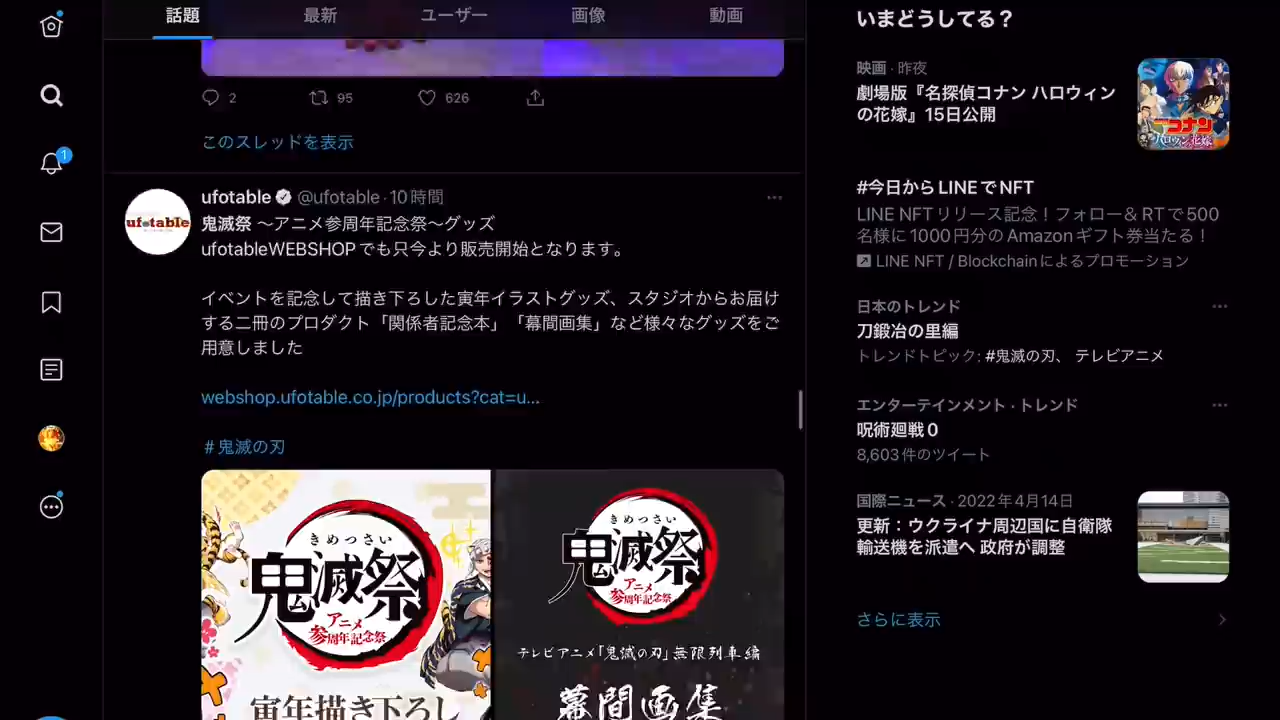 話題
最新
ユーザー
画像
動画
2
95
626
このスレッドを表示
ufotable
ufotable @ufotable · 10時間
鬼滅祭 ～アニメ参周年記念祭～グッズ
ufotableWEBSHOPでも只今より販売開始となります。
イベントを記念して描き下ろした寅年イラストグッズ、スタジオからお届け
する二冊のプロダクト「関係者記念本」「幕間画集」など様々なグッズをご
用意しました
webshop.ufotable.co.jp/products?cat=u...
#鬼滅の刃
きめつさい
鬼滅祭
アニメ
参周年記念祭
寅年描き下ろし
きめつさい
鬼滅祭
アニメ
参周年記念祭
テレビアニメ「鬼滅の刃」無限列車編
幕間画集
1
いまどうしてる？
映画 · 昨夜
劇場版『名探偵コナン ハロウィン
の花嫁』15日公開
コナン
ハロウィンの花嫁
#今日からLINEでNFT
LINE NFTリリース記念！フォロー& RTで500
名様に1000円分のAmazonギフト券当たる！
LINE NFT / Blockchainによるプロモーション
日本のトレンド
刀鍛冶の里編
トレンドトピック: #鬼滅の刃、 テレビアニメ
エンターテインメント · トレンド
呪術廻戦0
8,603件のツイート
国際ニュース · 2022年4月14日
更新：ウクライナ周辺国に自衛隊
輸送機を派遣へ 政府が調整
さらに表示